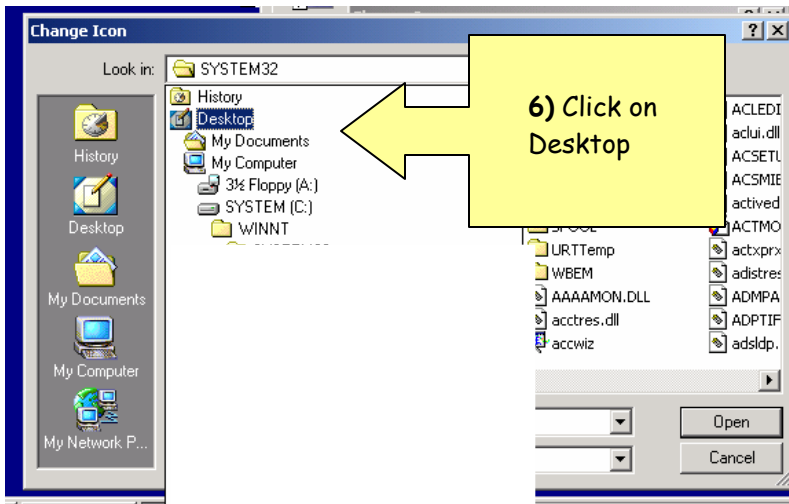 Change Icon
Look in:
SYSTEM32
History
Desktop
My Documents
My Computer
3½ Floppy (A:)
SYSTEM (C:)
WINNT
6) Click on
Desktop
History
Desktop
My Documents
My Computer
My Network P...
URTTemp
WBEM
AAAAMON.DLL
acctres.dll
accwiz
ACLEDI
aclui.dll
ACSETU
ACSMIE
actived
ACTMO
actxprx
adistres
ADMPA
ADPTIF
adsldp.
Open
Cancel